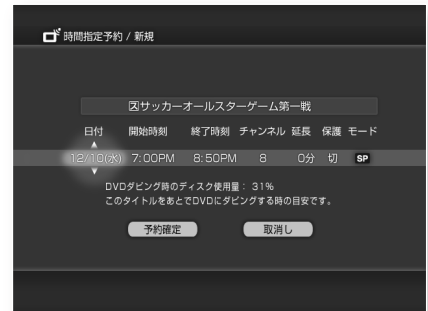 時間指定予約 / 新規
図サッカーオールスターゲーム第一戦
日付 開始時刻 終了時刻 チャンネル 延長 保護 モード
12/10(水) 7:00PM 8:50PM 8 0分 切 SP
DVDダビング時のディスク使用量： 31%
このタイトルをあとでDVDにダビングする時の目安です。
予約確定 取消し